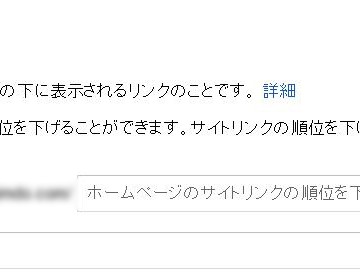 の下に表示されるリンクのことです。 詳細
位を下げることができます。サイトリンクの順位を下げ
ホームページのサイトリンクの順位を下